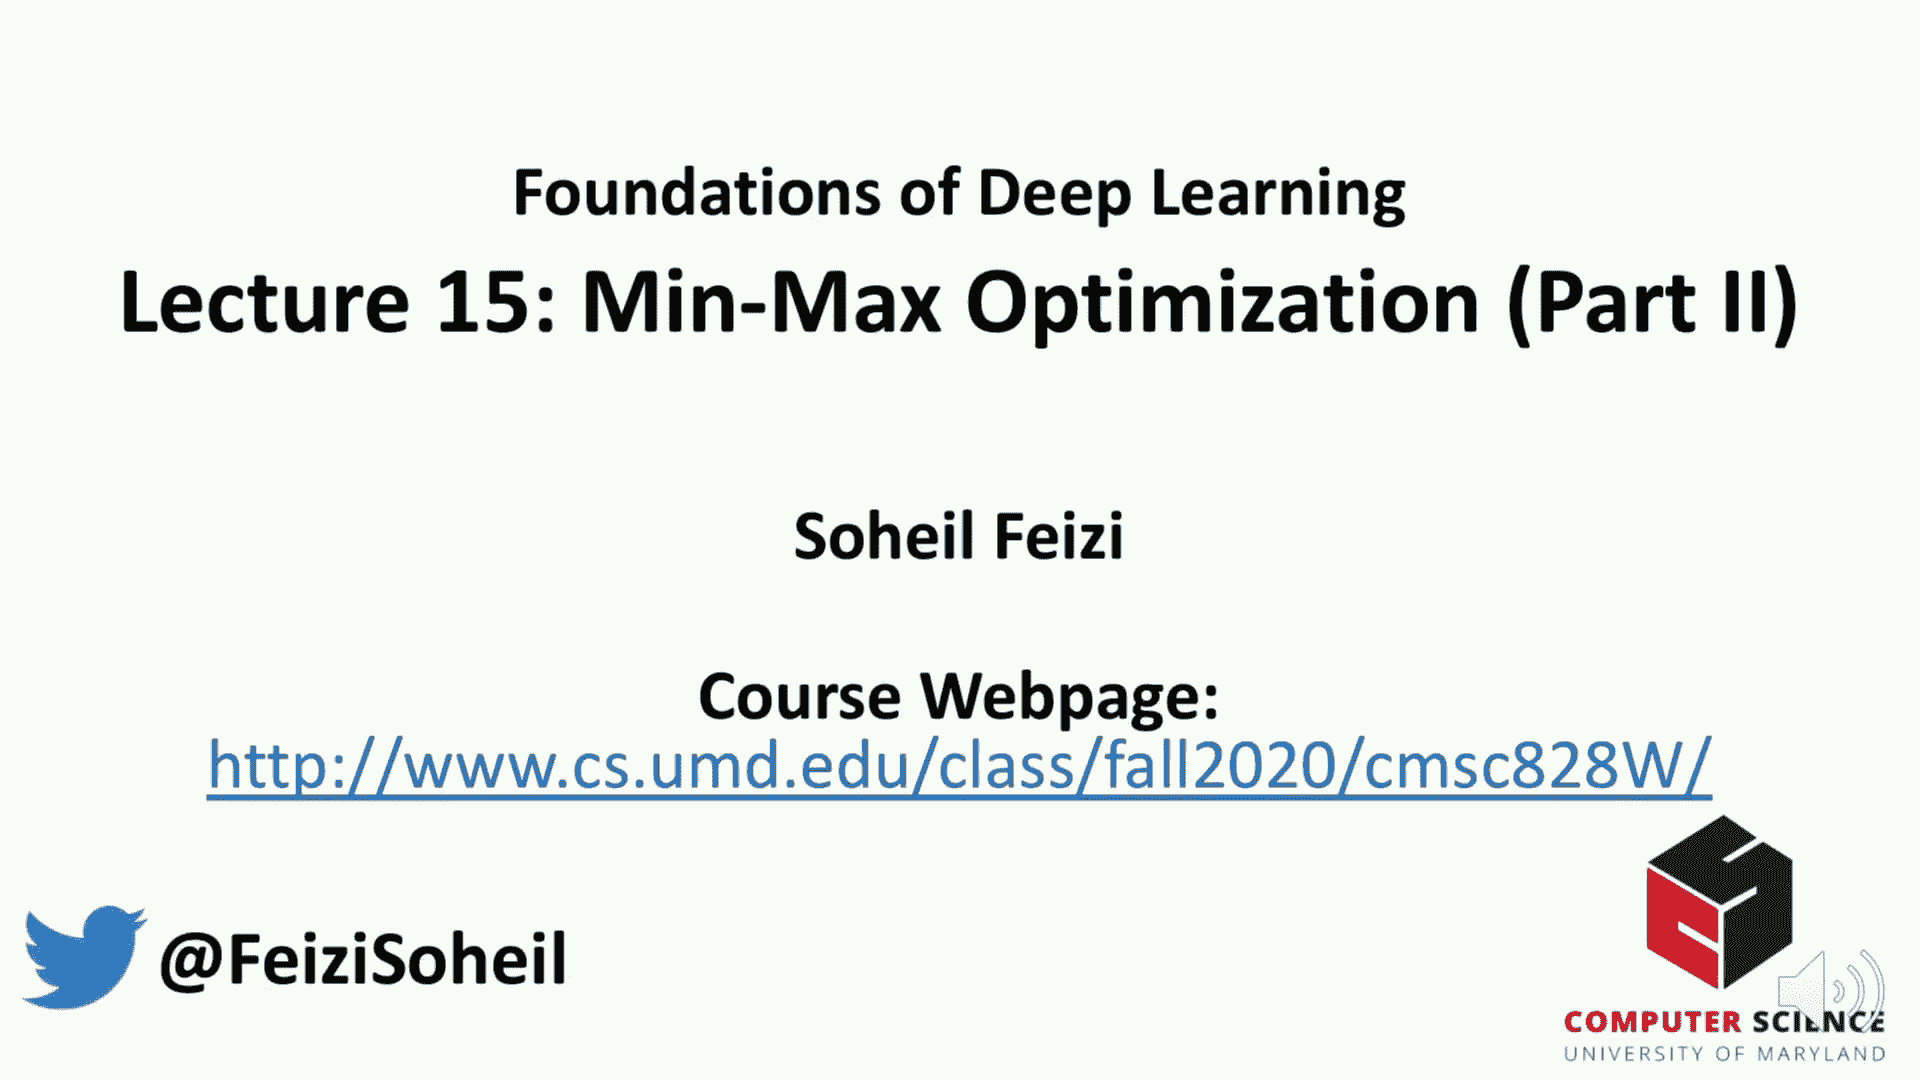 Foundations of Deep Learning
Lecture 15: Min-Max Optimization (Part II)
Soheil Feizi
Course Webpage:
http://www.cs.umd.edu/class/fall2020/cmsc828W/
@FeiziSoheil
COMPUTER SCIENCE
UNIVERSITY OF MARYLAND